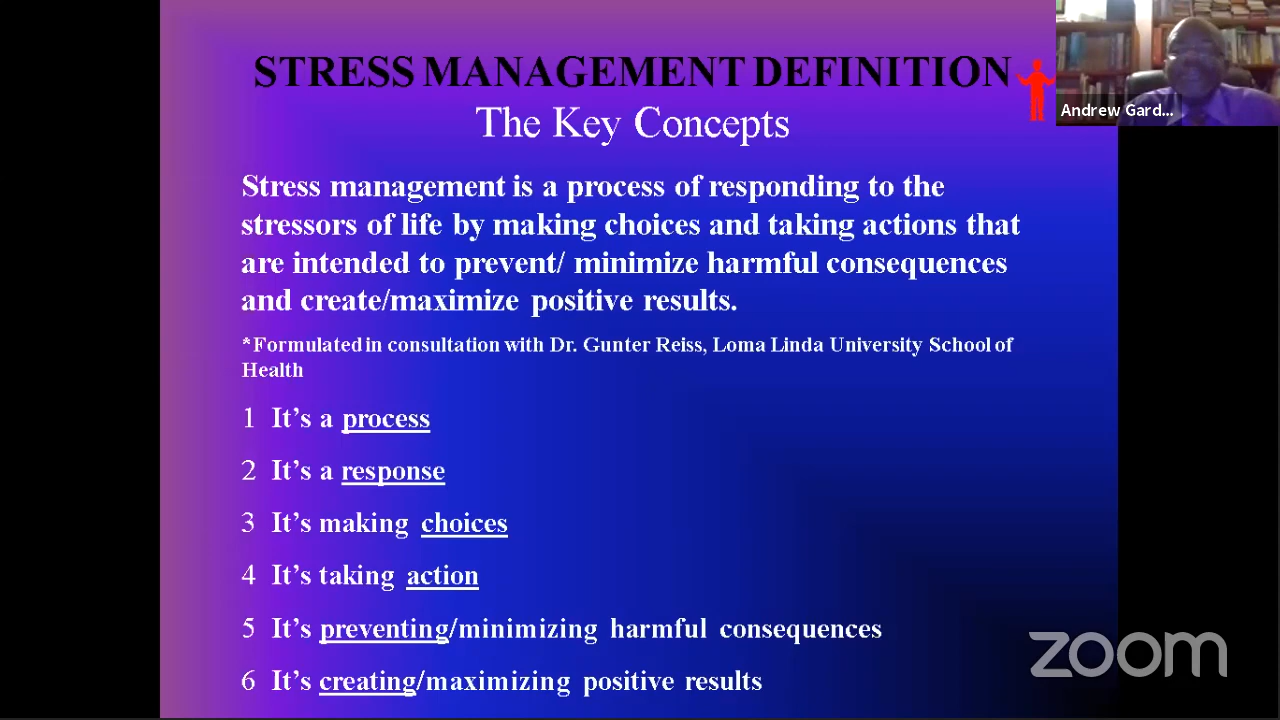 STRESS MANAGEMENT DEFINITION
The Key Concepts
Andrew Gard...
Stress management is a process of responding to the
stressors of life by making choices and taking actions that
are intended to prevent/ minimize harmful consequences
and create/maximize positive results.
*Formulated in consultation with Dr. Gunter Reiss, Loma Linda University School of
Health
1 It's a process
2 It's a response
3 It's making choices
4 It's taking action
5 It's preventing/minimizing harmful consequences
6 It's creating/maximizing positive results
zoom